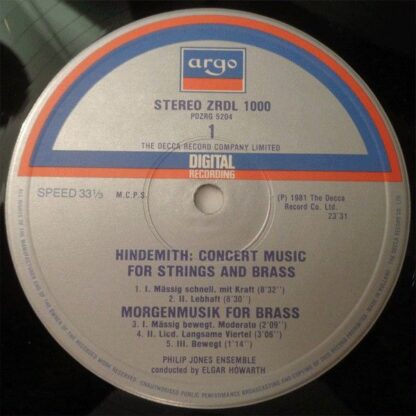 argo
STEREO ZRDL 1000
PDZRG 5204
1
THE DECCA RECORD COMPANY LIMITED
DIGITAL
RECORDING
SPEED 33⅓
M.C.P.S.
(P) 1981 The Decca
Record Co. Ltd.
23'31
HINDEMITH: CONCERT MUSIC
FOR STRINGS AND BRASS
1. I. Mässig schnell, mit Kraft (8'32'')
2. II. Lebhaft (8'30'')
MORGENMUSIK FOR BRASS
3. I. Mässig bewegt. Moderato (2'09'')
4. II. Lied. Langsame Viertel (3'06'')
5. III. Bewegt (1'14'')
PHILIP JONES ENSEMBLE
conducted by ELGAR HOWARTH